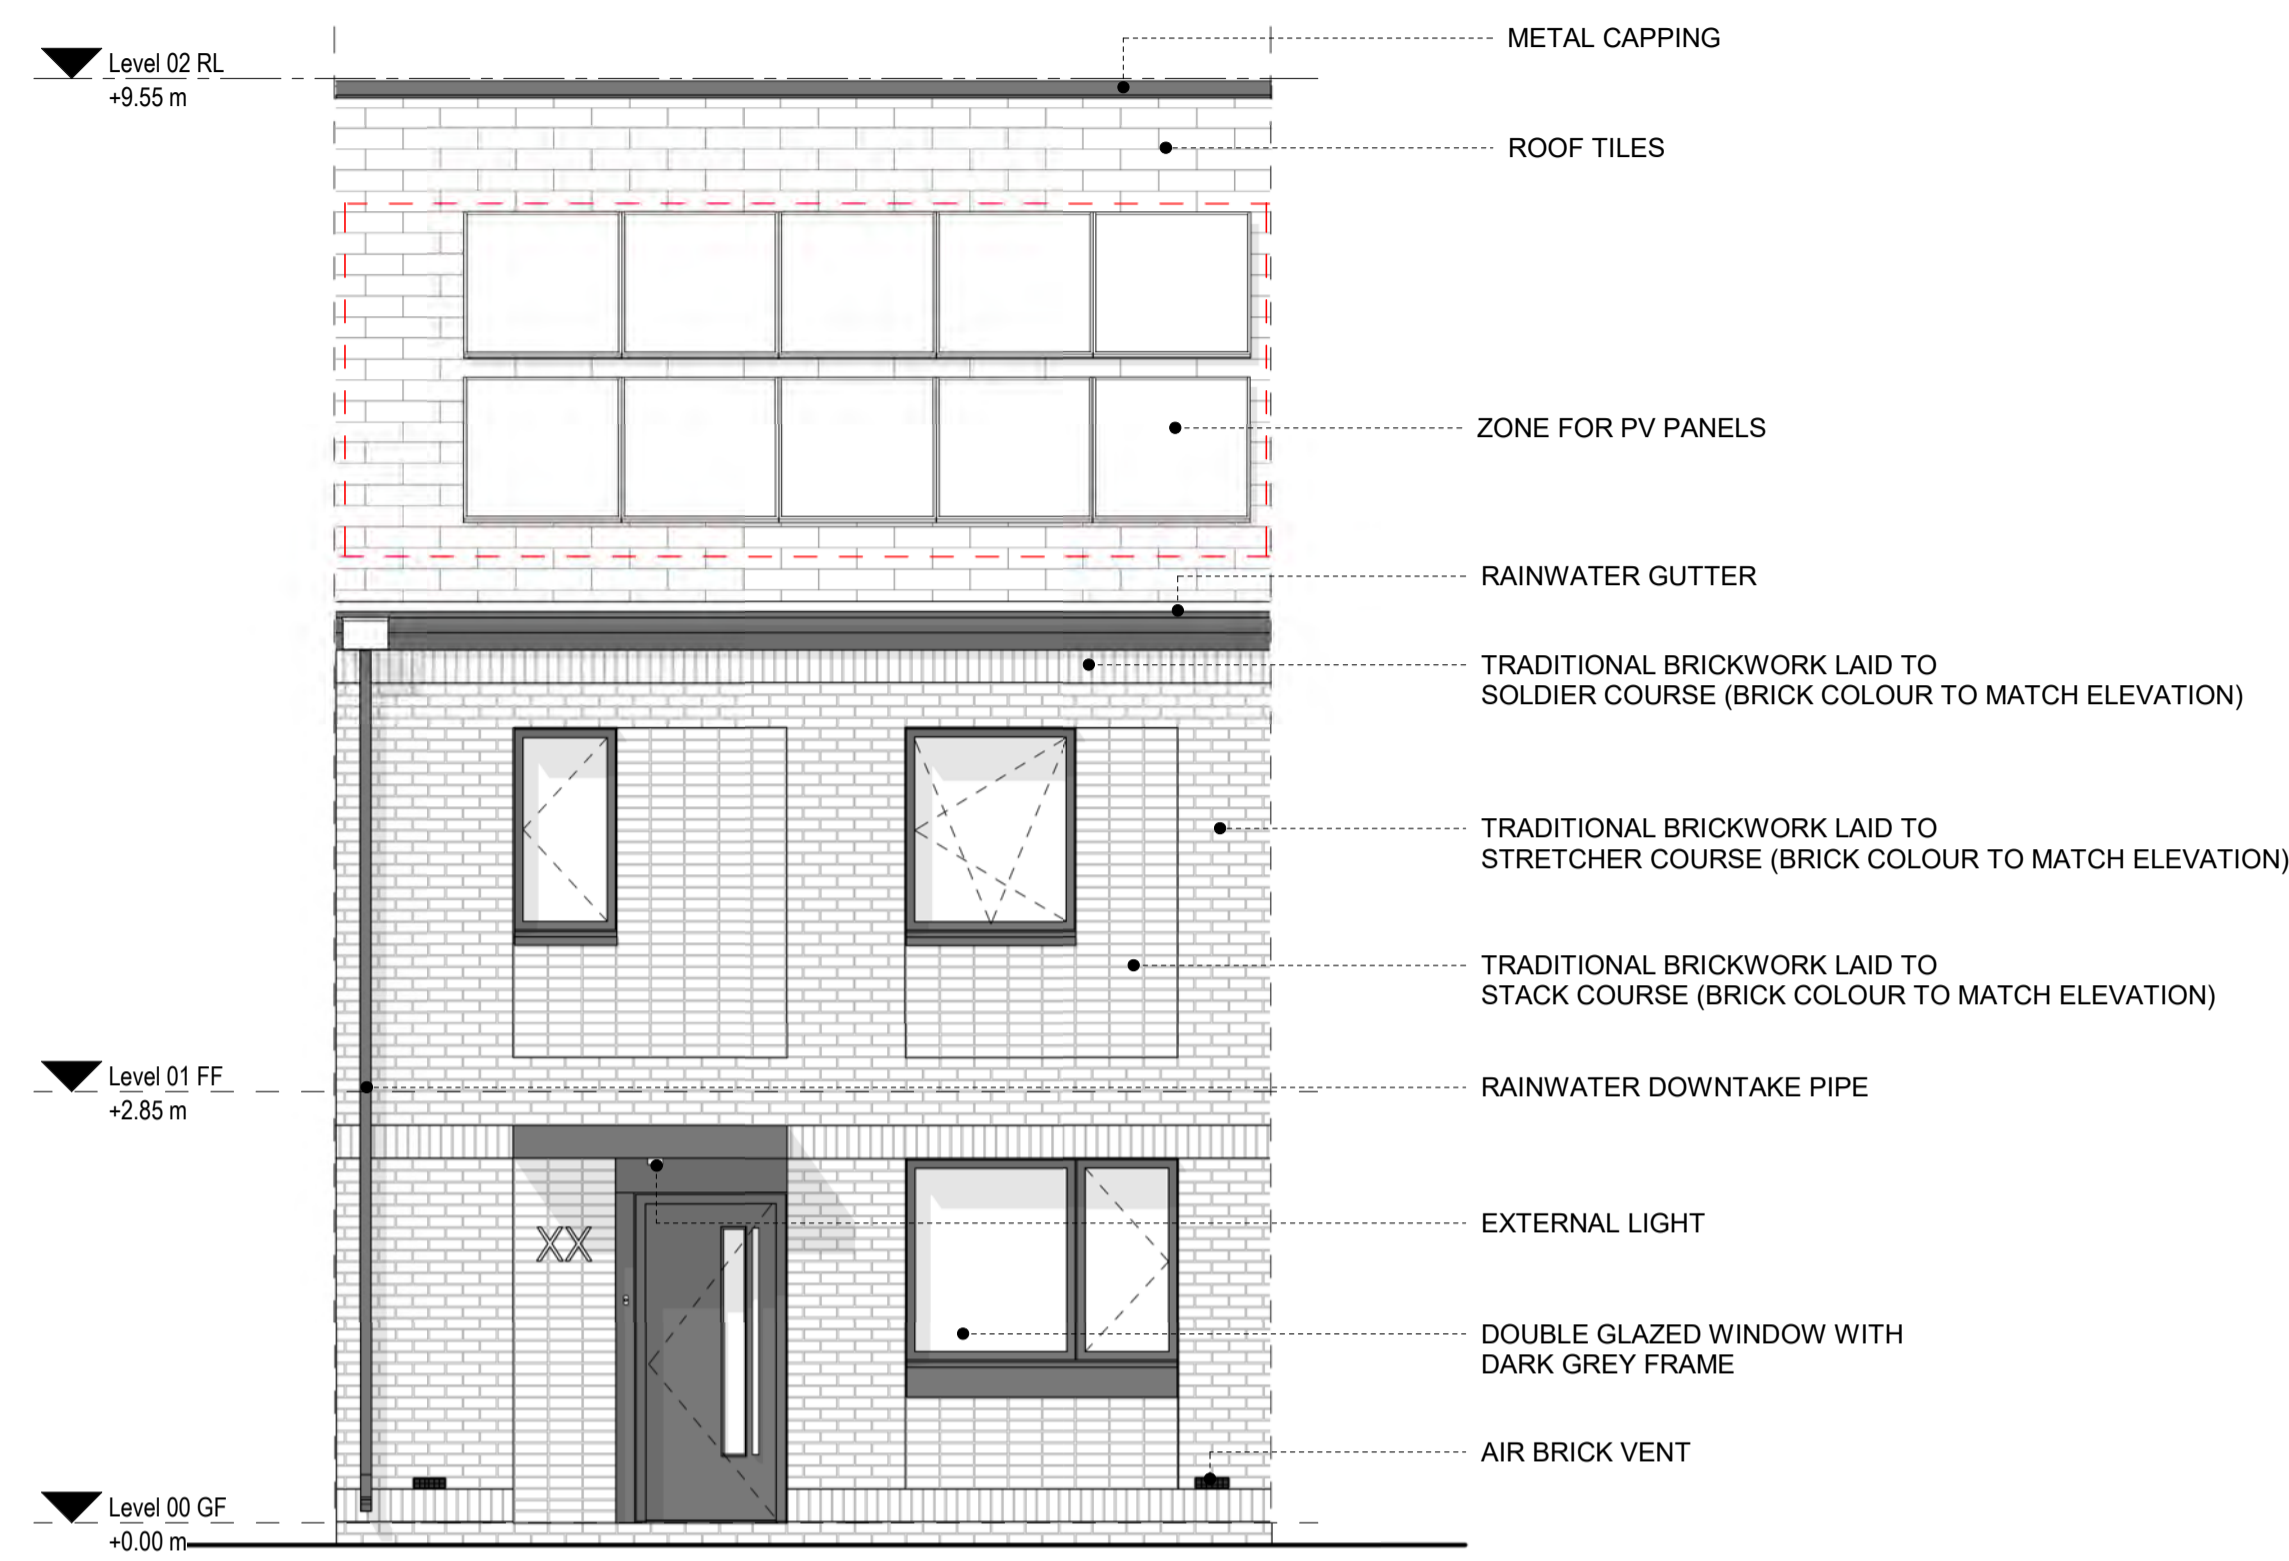 METAL CAPPING
Level 02 RL
+9.55 m
ROOF TILES
ZONE FOR PV PANELS
RAINWATER GUTTER
TRADITIONAL BRICKWORK LAID TO
SOLDIER COURSE (BRICK COLOUR TO MATCH ELEVATION)
TRADITIONAL BRICKWORK LAID TO
STRETCHER COURSE (BRICK COLOUR TO MATCH ELEVATION)
TRADITIONAL BRICKWORK LAID TO
STACK COURSE (BRICK COLOUR TO MATCH ELEVATION)
Level 01 FF
+2.85 m
RAINWATER DOWNTAKE PIPE
EXTERNAL LIGHT
XX
DOUBLE GLAZED WINDOW WITH
DARK GREY FRAME
AIR BRICK VENT
Level 00 GF
+0.00 m